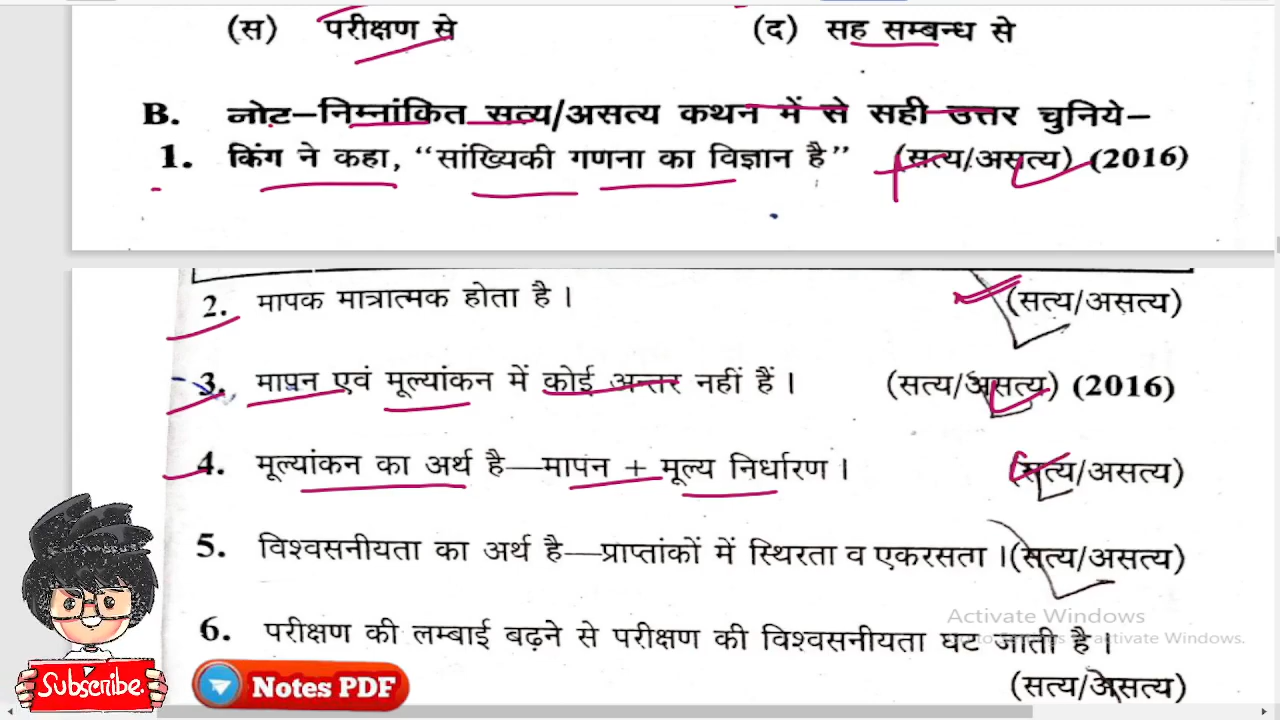 (स) परीक्षण से (द) सह सम्बन्ध से
B. नोट–निम्नांकित सत्य/असत्य कथन में से सही उत्तर चुनिये–
1. किंग ने कहा, “सांख्यिकी गणना का विज्ञान है” (सत्य/असत्य) (2016)
2. मापक मात्रात्मक होता है। (सत्य/असत्य)
3. मापन एवं मूल्यांकन में कोई अन्तर नहीं हैं। (सत्य/असत्य) (2016)
4. मूल्यांकन का अर्थ है—मापन + मूल्य निर्धारण। (सत्य/असत्य)
5. विश्वसनीयता का अर्थ है—प्राप्तांकों में स्थिरता व एकरसता। (सत्य/असत्य)
Activate Windows
6. परीक्षण की लम्बाई बढ़ने से परीक्षण की विश्वसनीयता घट जाती है।
activate Windows.
(सत्य/असत्य)
Subscribe.
Notes PDF